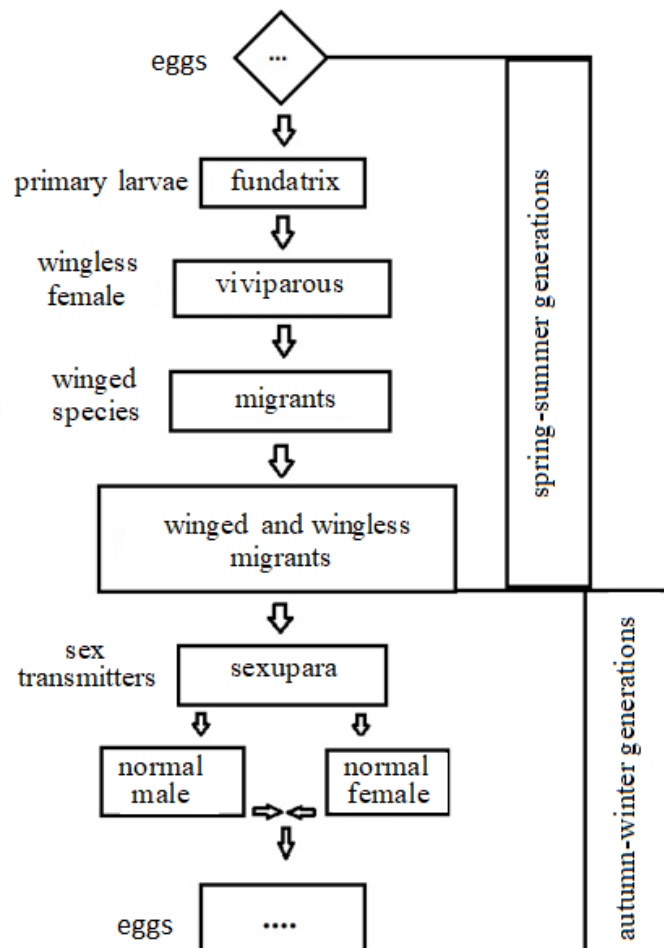 eggs
...
primary larvae
fundatrix
wingless
female
viviparous
winged
species
migrants
winged and wingless
migrants
spring-summer generations
sex
transmitters
sexupara
normal
male
normal
female
eggs
....
autumn-winter generations